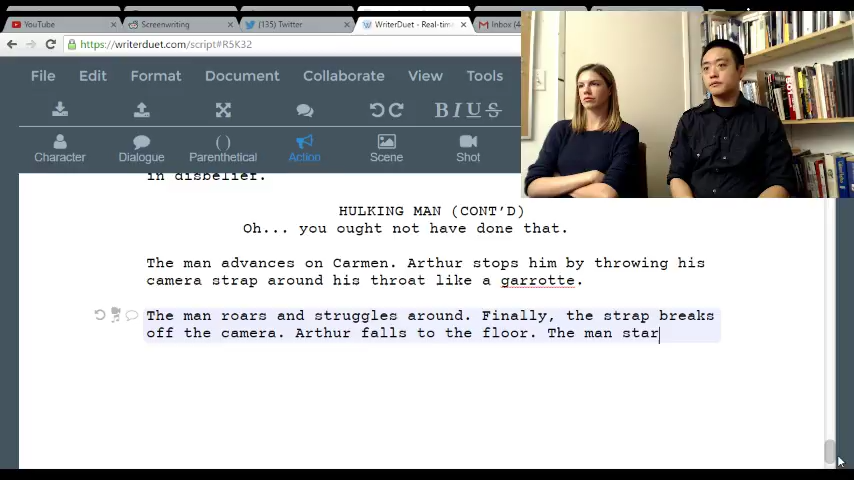 YouTube
Screenwriting
(135) Twitter
WriterDuet - Real-time
Gmail Inbox (4
https://writerduet.com/script#R5K32
File Edit Format Document Collaborate View Tools
B I U S
Character Dialogue Parenthetical Action Scene Shot
in disbelief.
HULKING MAN (CONT'D)
Oh... you ought not have done that.
The man advances on Carmen. Arthur stops him by throwing his
camera strap around his throat like a garrotte.
The man roars and struggles around. Finally, the strap breaks
off the camera. Arthur falls to the floor. The man star